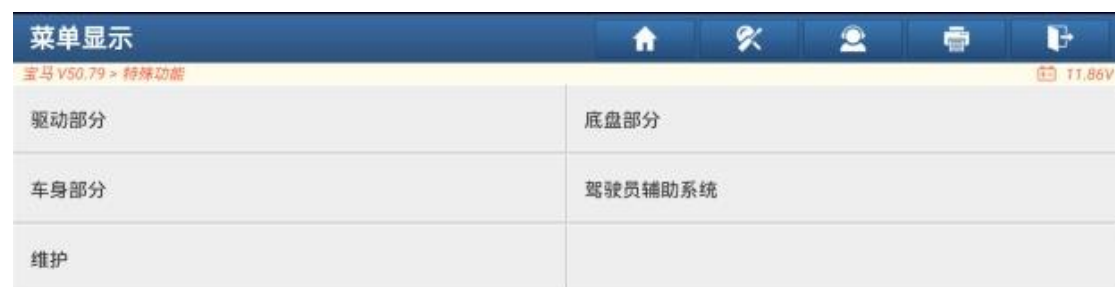 菜单显示
宝马 V50.79 > 特殊功能 11.86V
驱动部分 底盘部分
车身部分 驾驶员辅助系统
维护